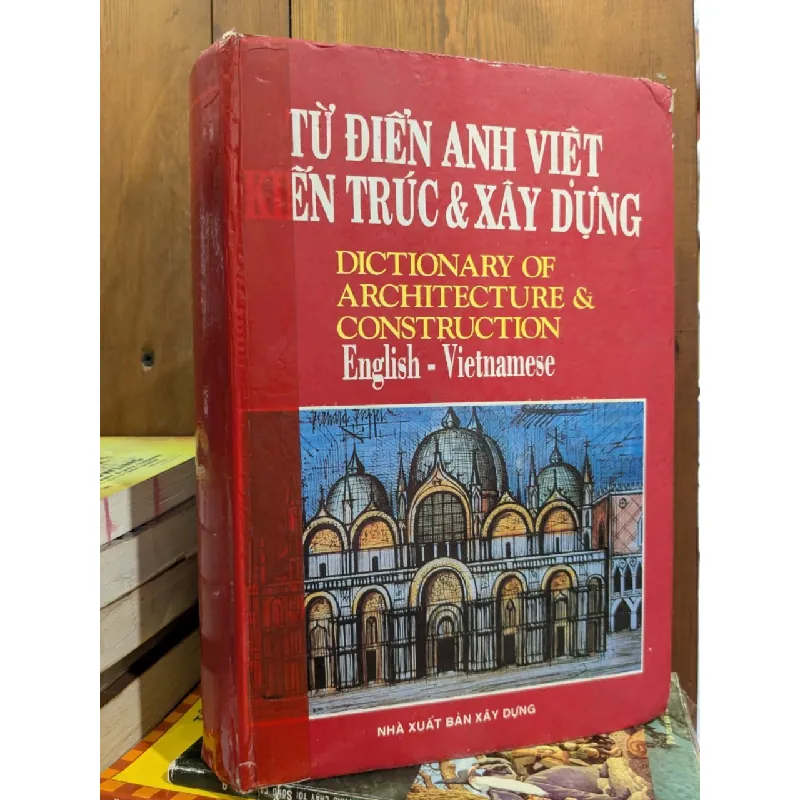 TỪ ĐIỂN ANH VIỆT
KIẾN TRÚC & XÂY DỰNG
DICTIONARY OF
ARCHITECTURE &
CONSTRUCTION
English - Vietnamese
NHÀ XUẤT BẢN XÂY DỰNG